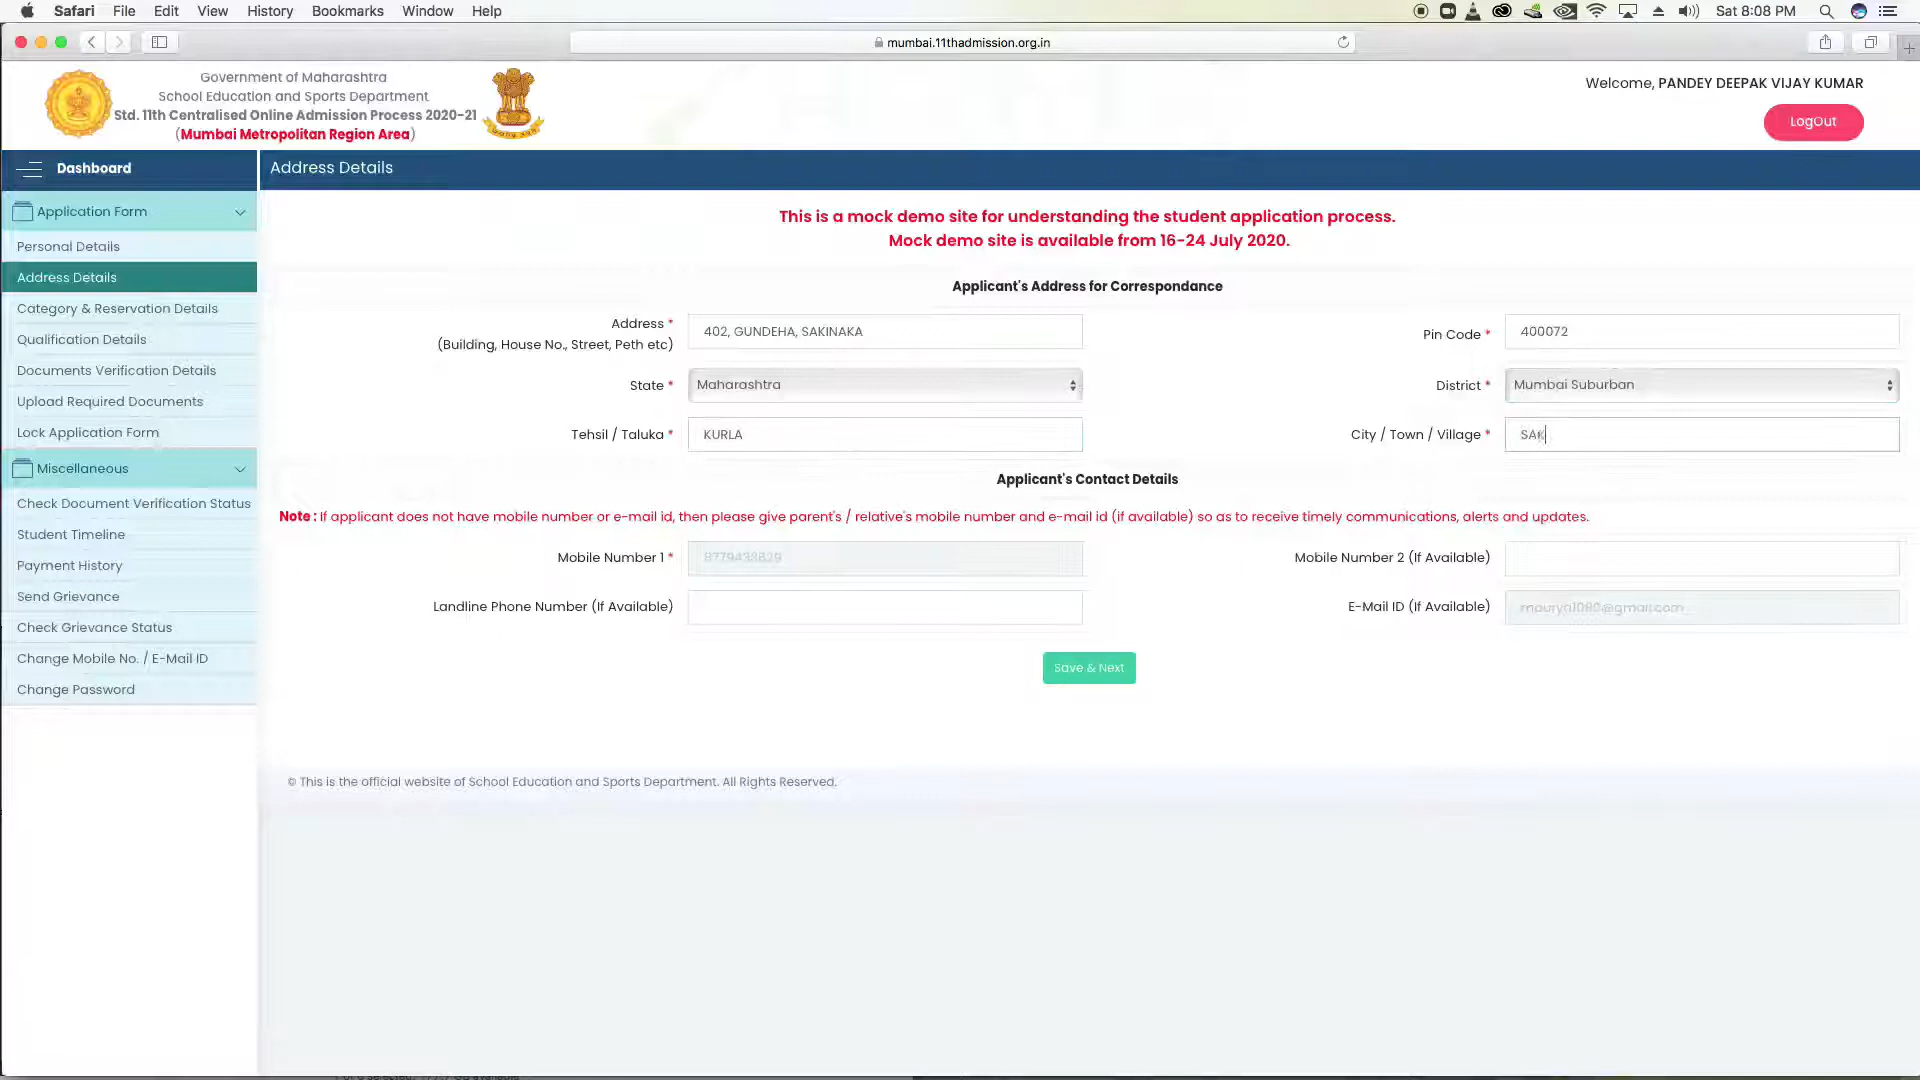 Safari File Edit View History Bookmarks Window Help
Sat 8:08 PM
mumbai.11thadmission.org.in
Government of Maharashtra
School Education and Sports Department
Std. 11th Centralised Online Admission Process 2020-21
(Mumbai Metropolitan Region Area)
Welcome, PANDEY DEEPAK VIJAY KUMAR
LogOut
Dashboard
Application Form
Personal Details
Address Details
Category & Reservation Details
Qualification Details
Documents Verification Details
Upload Required Documents
Lock Application Form
Miscellaneous
Check Document Verification Status
Student Timeline
Payment History
Send Grievance
Check Grievance Status
Change Mobile No. / E-Mail ID
Change Password
Address Details
This is a mock demo site for understanding the student application process.
Mock demo site is available from 16-24 July 2020.
Applicant's Address for Correspondance
Address * 402, GUNDEHA, SAKINAKA
(Building, House No., Street, Peth etc)
Pin Code * 400072
State * Maharashtra
District * Mumbai Suburban
Tehsil / Taluka * KURLA
City / Town / Village * SAK
Applicant's Contact Details
Note : If applicant does not have mobile number or e-mail id, then please give parent's / relative's mobile number and e-mail id (if available) so as to receive timely communications, alerts and updates.
Mobile Number 1 *
Mobile Number 2 (If Available)
Landline Phone Number (If Available)
E-Mail ID (If Available)
Save & Next
© This is the official website of School Education and Sports Department. All Rights Reserved.